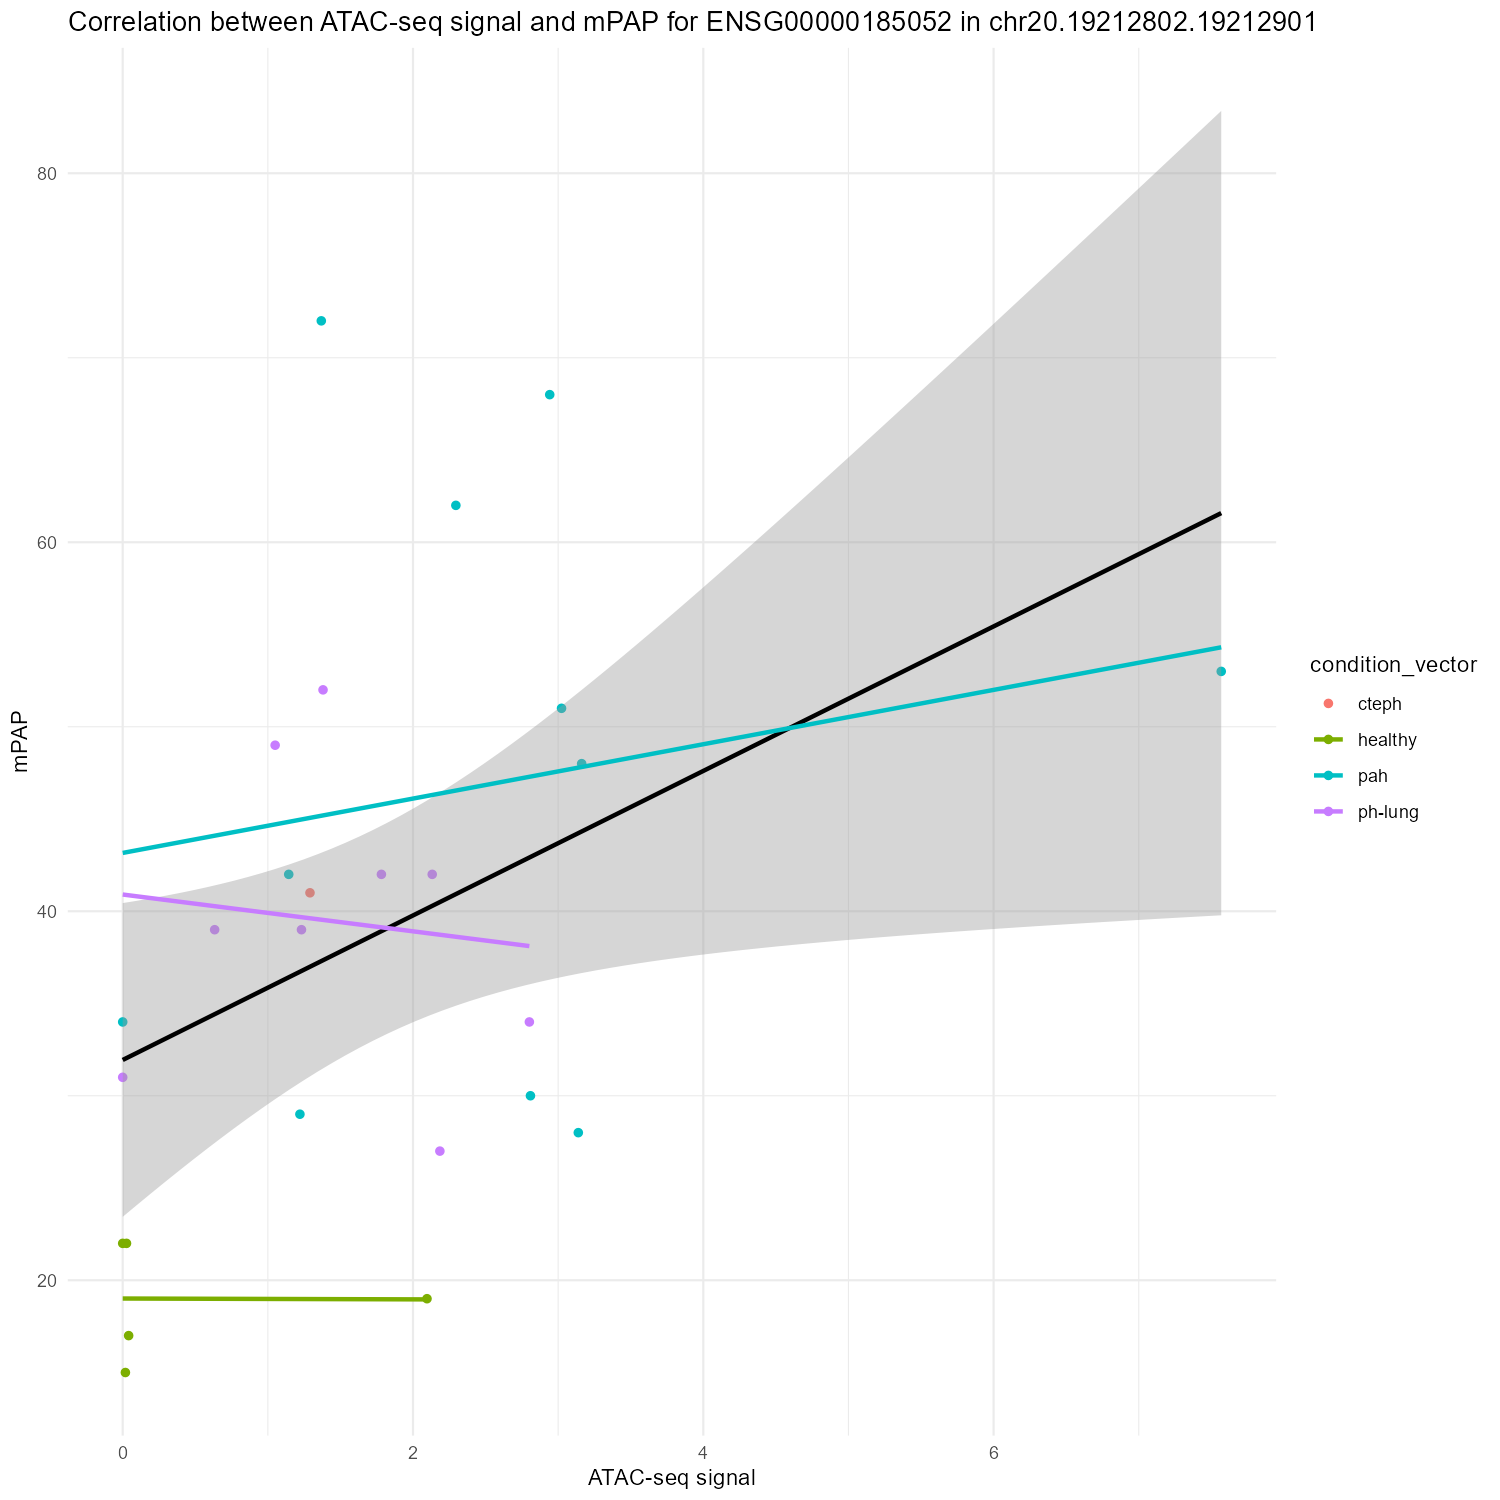 Correlation between ATAC-seq signal and mPAP for ENSG00000185052 in chr20.19212802.19212901
80
60
40
20
mPAP
0 2 4 6
ATAC-seq signal
condition_vector
cteph
healthy
pah
ph-lung